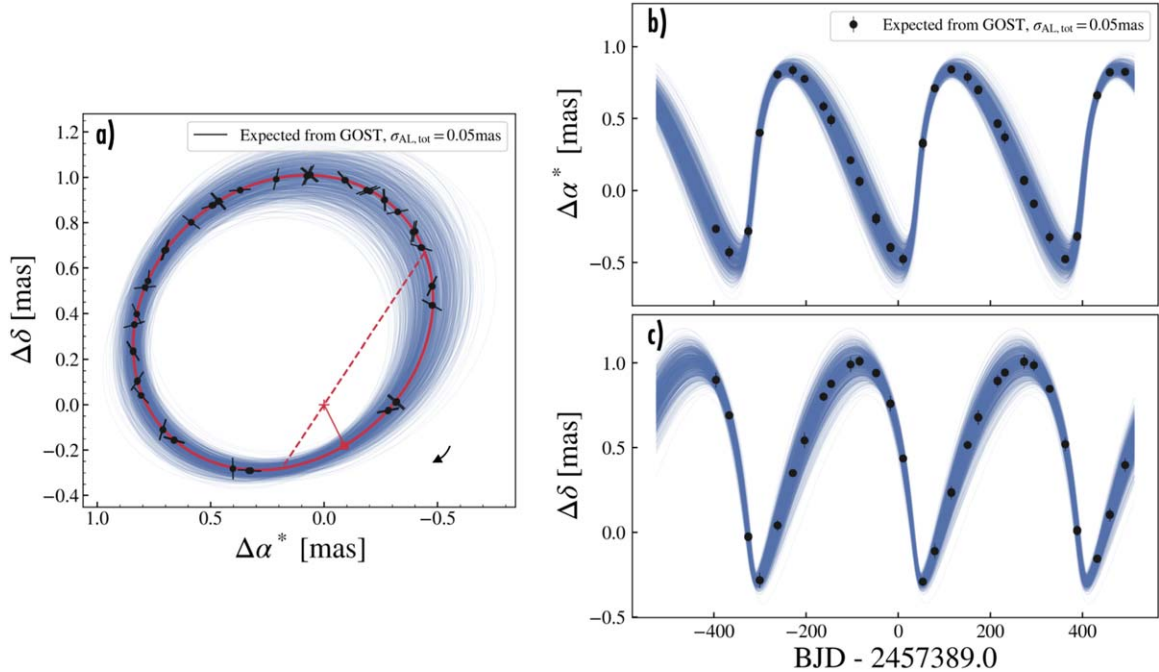 a)
Expected from GOST, σ_AL,tot = 0.05mas
1.2
1.0
0.8
0.6
0.4
0.2
0.0
−0.2
−0.4
Δδ [mas]
1.0 0.5 0.0 −0.5
Δα* [mas]
b)
Expected from GOST, σ_AL,tot = 0.05mas
1.0
0.5
0.0
−0.5
Δα* [mas]
c)
1.0
0.5
0.0
−0.5
Δδ [mas]
−400 −200 0 200 400
BJD - 2457389.0